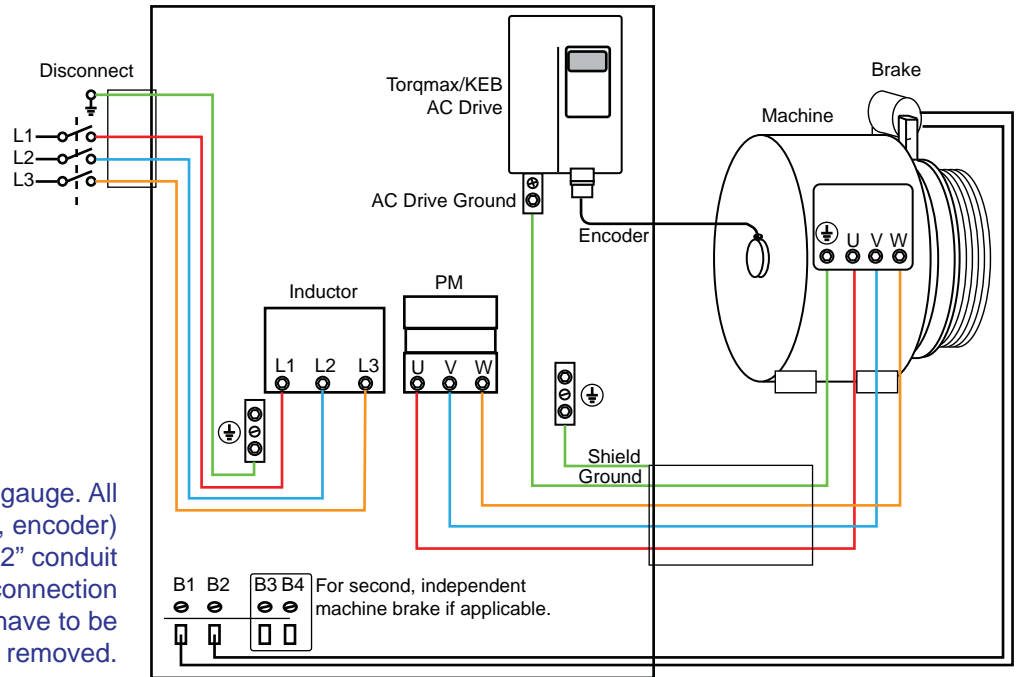 Disconnect
L1
L2
L3
Torqmax/KEB
AC Drive
AC Drive Ground
Encoder
Brake
Machine
U V W
Inductor
L1 L2 L3
PM
U V W
Shield
Ground
gauge. All
, encoder)
2” conduit
connection
have to be
removed.
B1 B2 B3 B4
For second, independent
machine brake if applicable.